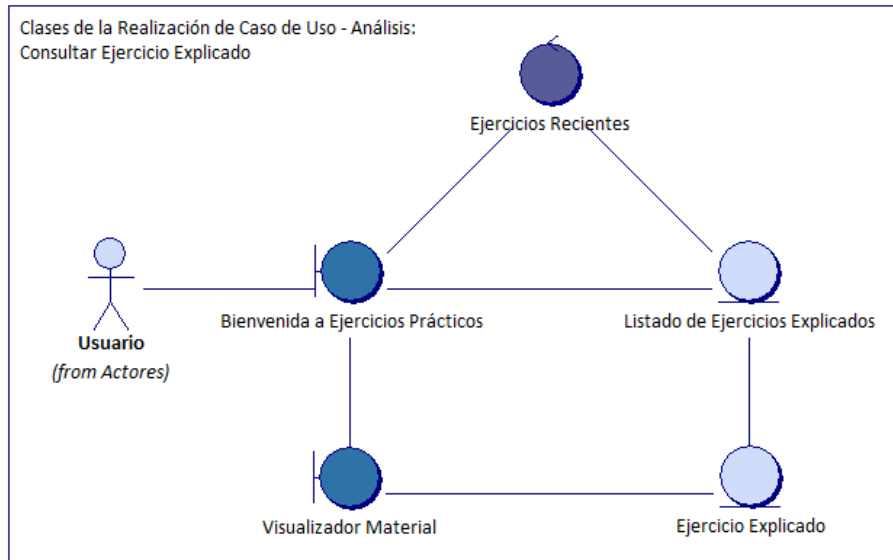 Clases de la Realización de Caso de Uso - Análisis:
Consultar Ejercicio Explicado
Ejercicios Recientes
Bienvenida a Ejercicios Prácticos
Listado de Ejercicios Explicados
Usuario
(from Actores)
Visualizador Material
Ejercicio Explicado